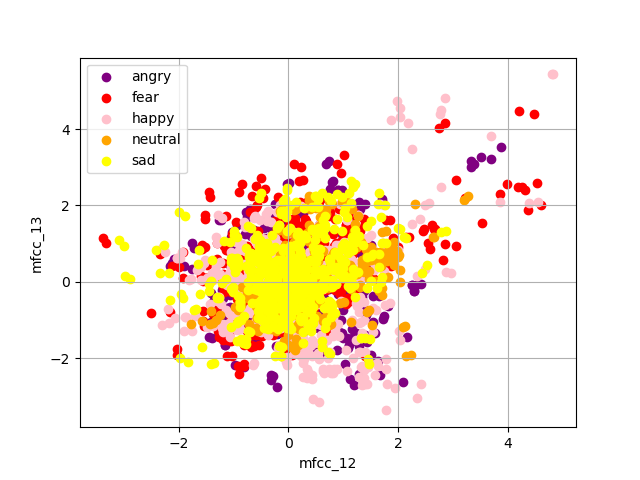 angry
fear
happy
neutral
sad
4
2
0
−2
mfcc_13
−2
0
2
4
mfcc_12